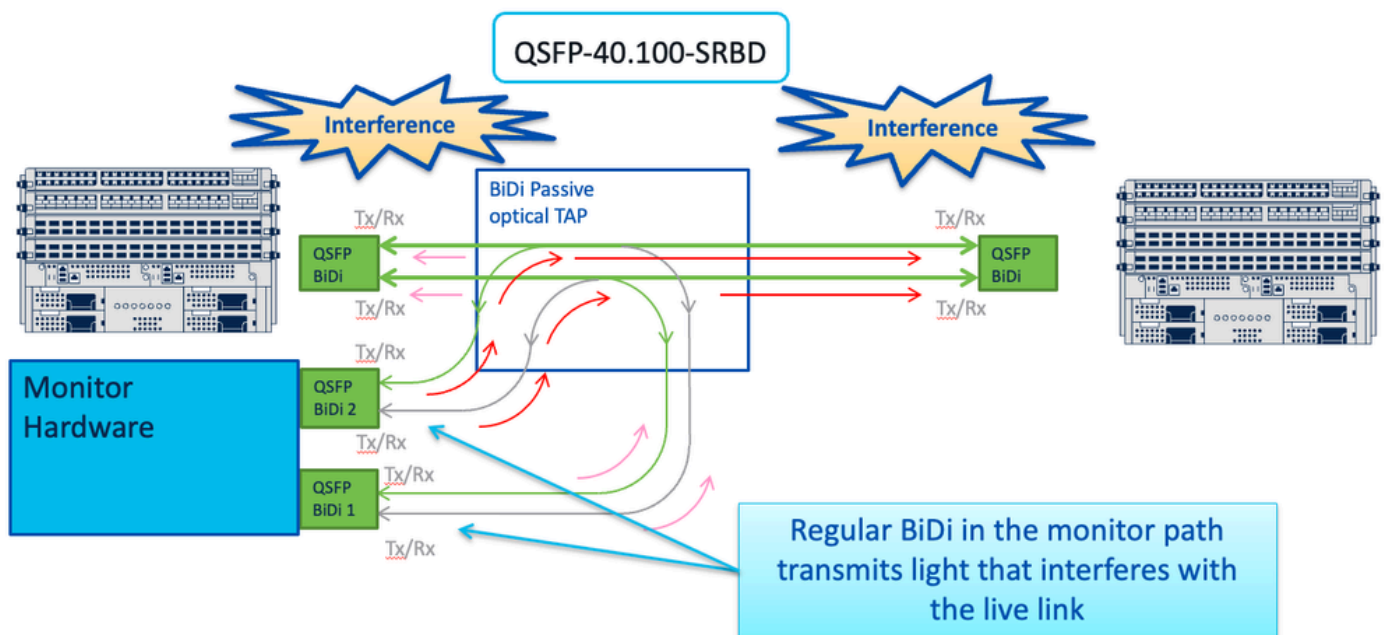 QSFP-40.100-SRBD
Interference
Interference
BiDi Passive
optical TAP
Tx/Rx
Tx/Rx
QSFP
BiDi
QSFP
BiDi
Tx/Rx
Tx/Rx
Tx/Rx
Monitor
Hardware
QSFP
BiDi 2
Tx/Rx
Tx/Rx
QSFP
BiDi 1
Tx/Rx
Regular BiDi in the monitor path
transmits light that interferes with
the live link